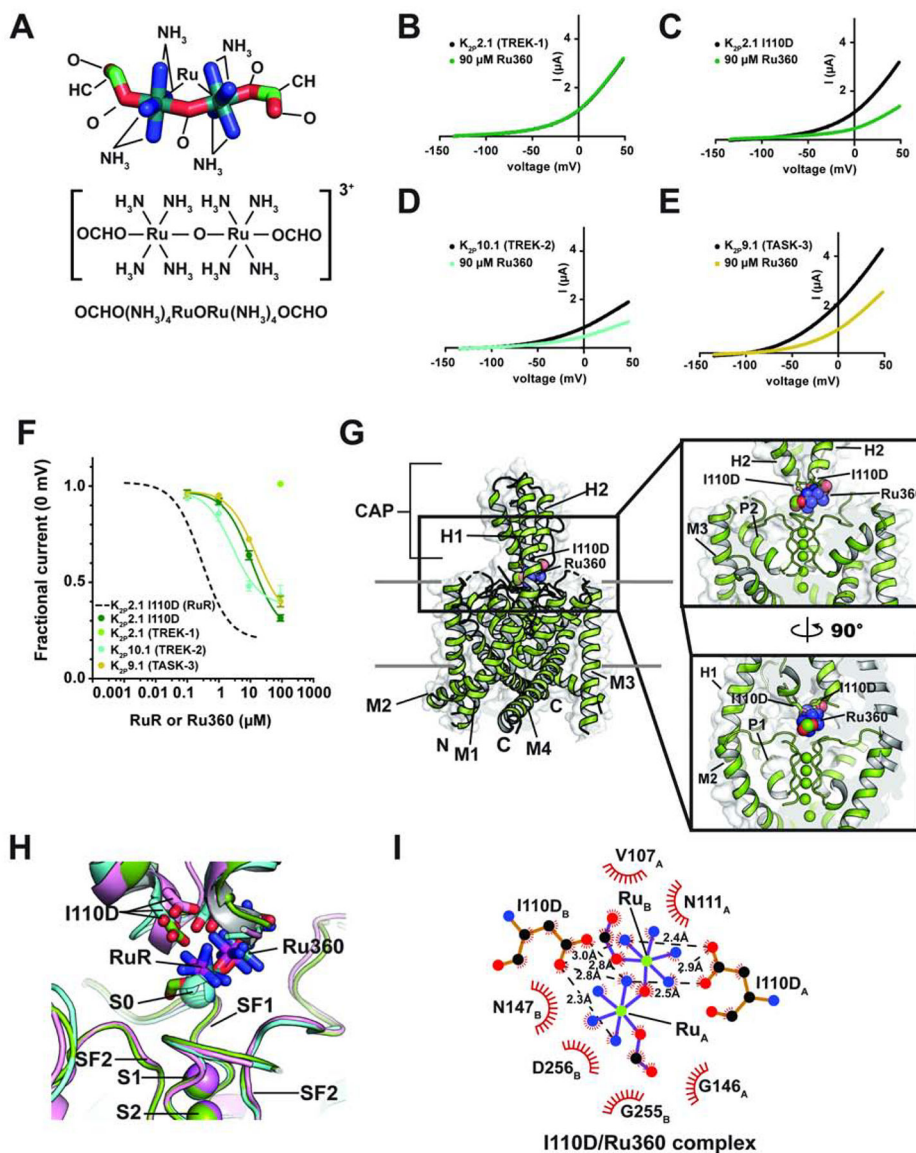 A
NH₃
NH₃
O
Ru
O
CH
HC
O
O
O
NH₃
NH₃
3+
H₃N NH₃ H₃N NH₃
OCHO—Ru—O—Ru—OCHO
H₃N NH₃ H₃N NH₃
OCHO(NH₃)₄RuORu(NH₃)₄OCHO
B
K₂P2.1 (TREK-1)
90 µM Ru360
I (µA)
4
2
-150 -100 -50 0 50
voltage (mV)
C
K₂P2.1 I110D
90 µM Ru360
I (µA)
4
2
-150 -100 -50 0 50
voltage (mV)
D
K₂P10.1 (TREK-2)
90 µM Ru360
I (µA)
4
2
-150 -100 -50 0 50
voltage (mV)
E
K₂P9.1 (TASK-3)
90 µM Ru360
I (µA)
4
2
-150 -100 -50 0 50
voltage (mV)
F
Fractional current (0 mV)
1.0
0.5
0.0
K₂P2.1 I110D (RuR)
K₂P2.1 I110D
K₂P2.1 (TREK-1)
K₂P10.1 (TREK-2)
K₂P9.1 (TASK-3)
0.001 0.1 1 10 100 1000
RuR or Ru360 (µM)
G
CAP
H2
H1
I110D
Ru360
M2
N
M1
C
M4
C
M3
H2
H2
I110D
I110D
Ru360
P2
M3
90°
H1
I110D
I110D
Ru360
P1
M2
H
I110D
RuR
Ru360
S0
SF1
SF2
S1
SF2
S2
I
V107A
RuB
N111A
I110DB
2.4Å
3.0Å
2.8Å
2.9Å
2.8Å
I110DA
2.5Å
2.3Å
N147B
RuA
D256B
G146A
G255B
I110D/Ru360 complex